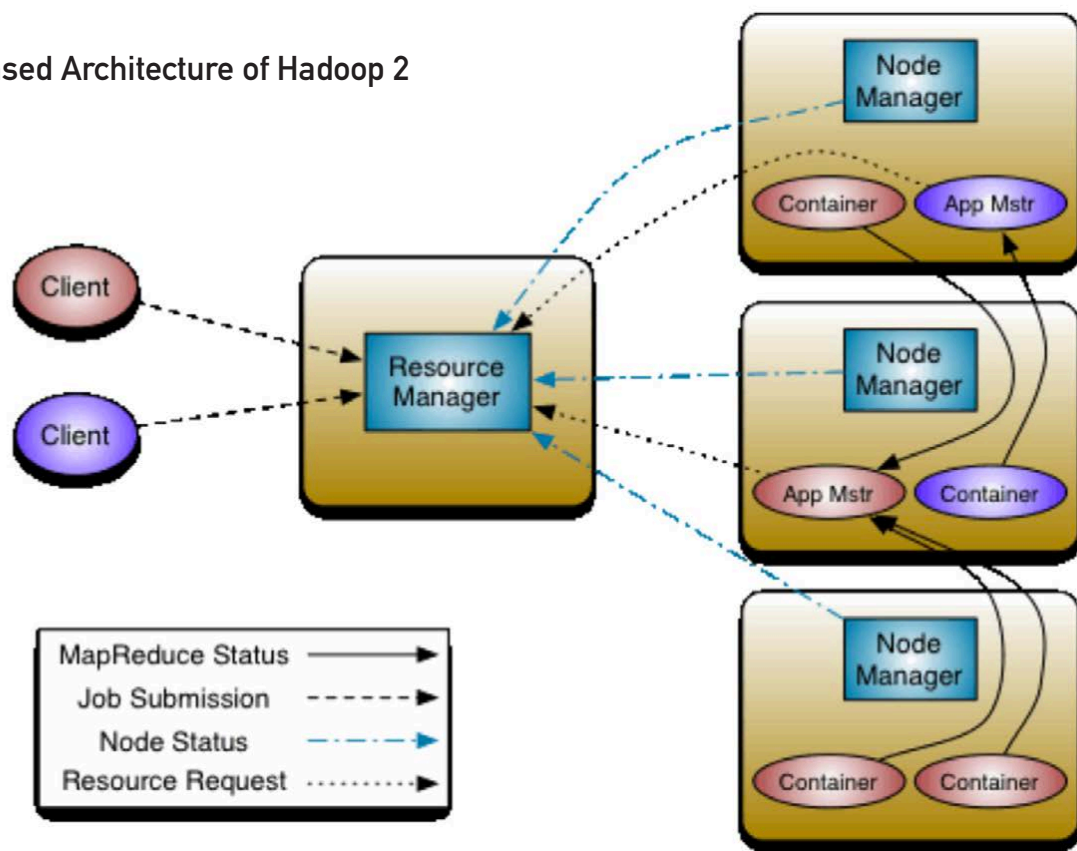 sed Architecture of Hadoop 2
Node
Manager
Container
App Mstr
Client
Client
Resource
Manager
Node
Manager
App Mstr
Container
MapReduce Status
Job Submission
Node Status
Resource Request
Node
Manager
Container
Container